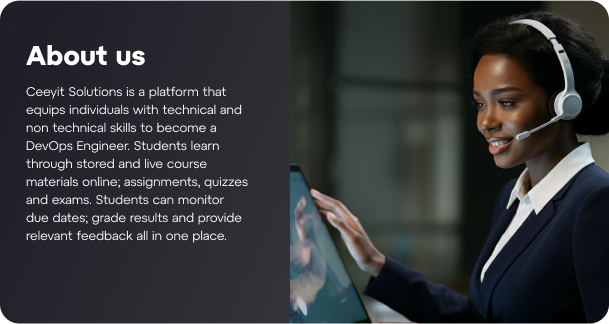 About us
Ceeyit Solutions is a platform that
equips individuals with technical and
non technical skills to become a
DevOps Engineer. Students learn
through stored and live course
materials online; assignments, quizzes
and exams. Students can monitor
due dates; grade results and provide
relevant feedback all in one place.